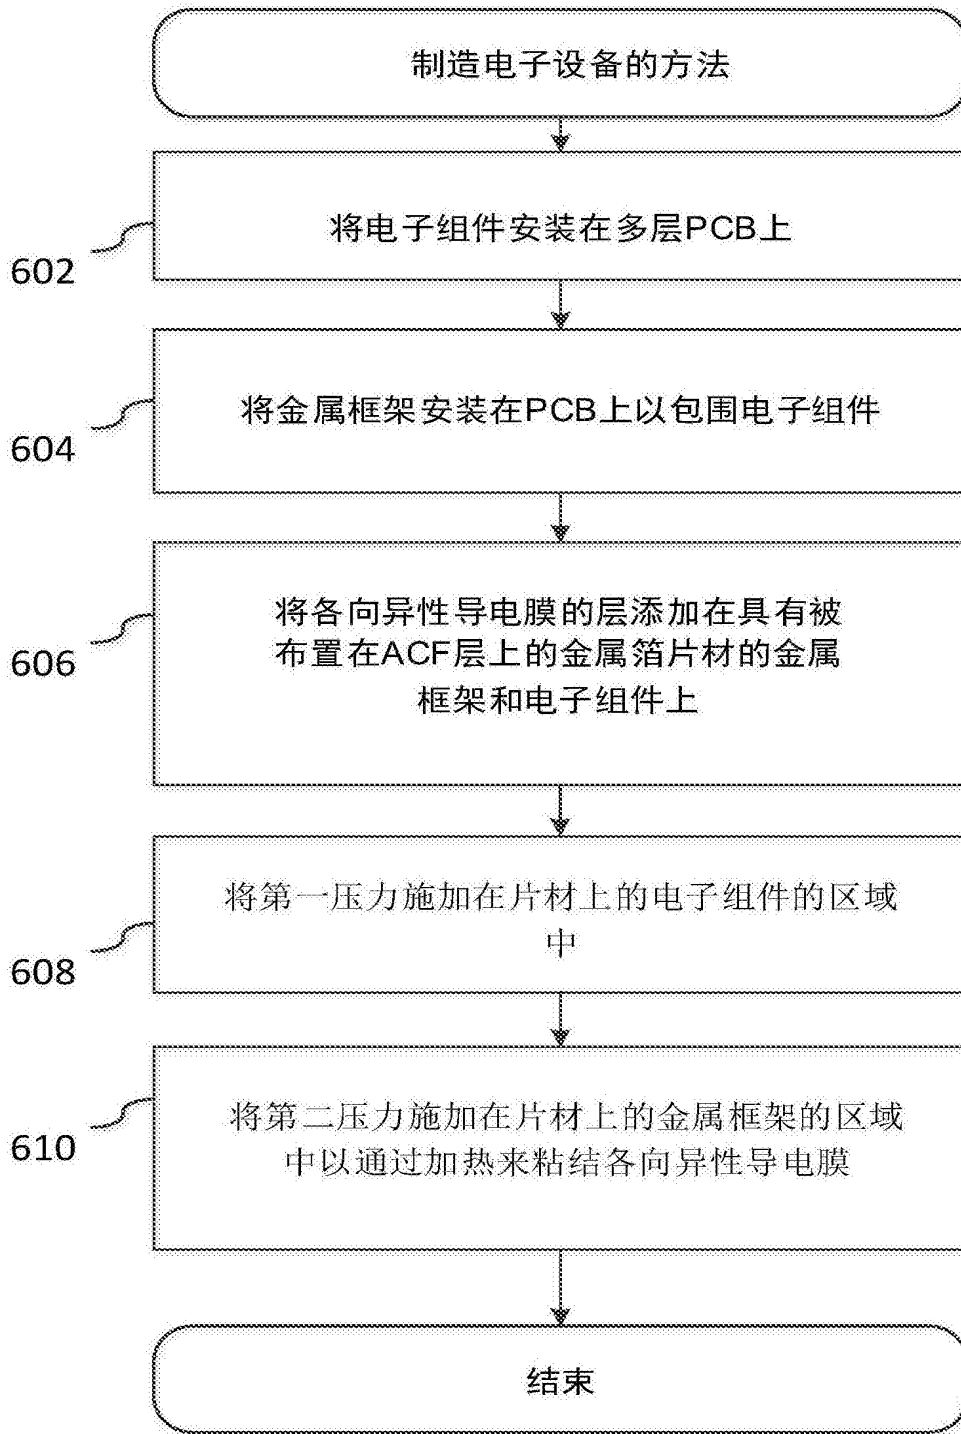 制造电子设备的方法
将电子组件安装在多层PCB上
602
将金属框架安装在PCB上以包围电子组件
604
将各向异性导电膜的层添加在具有被
布置在ACF层上的金属箔片材的金属
框架和电子组件上
606
将第一压力施加在片材上的电子组件的区域
中
608
将第二压力施加在片材上的金属框架的区域
中以通过加热来粘结各向异性导电膜
610
结束